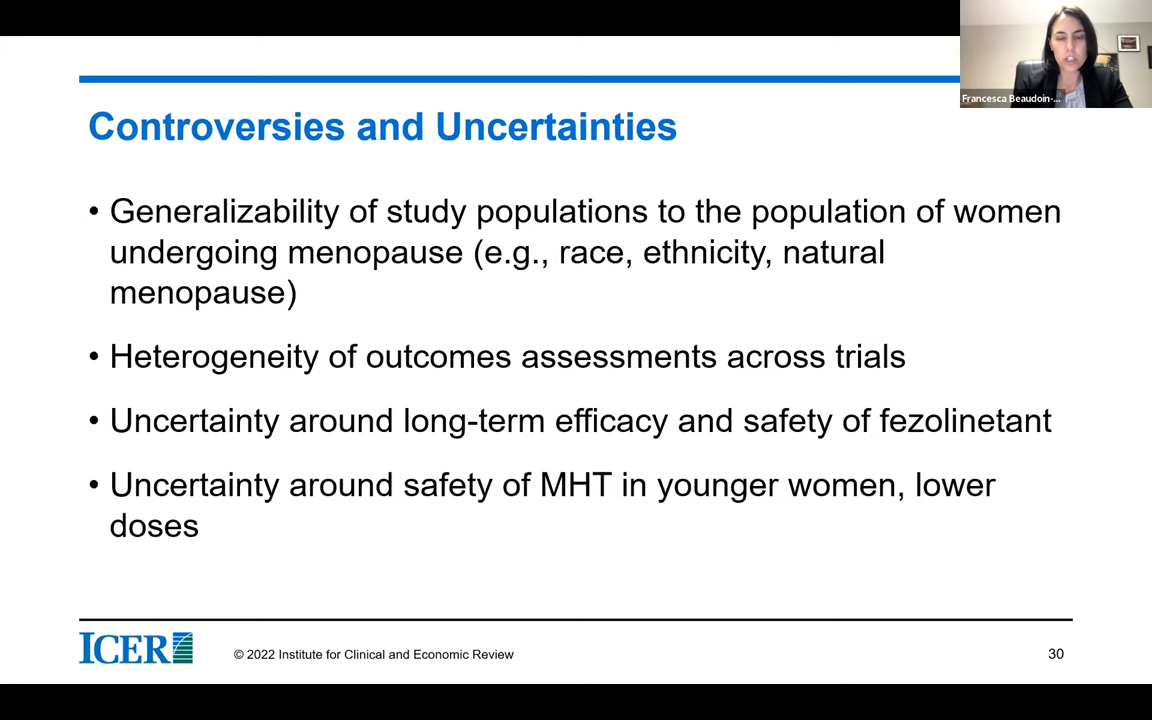 Francesca Beaudoin-...
Controversies and Uncertainties
• Generalizability of study populations to the population of women
undergoing menopause (e.g., race, ethnicity, natural
menopause)
• Heterogeneity of outcomes assessments across trials
• Uncertainty around long-term efficacy and safety of fezolinetant
• Uncertainty around safety of MHT in younger women, lower
doses
ICER
© 2022 Institute for Clinical and Economic Review
30